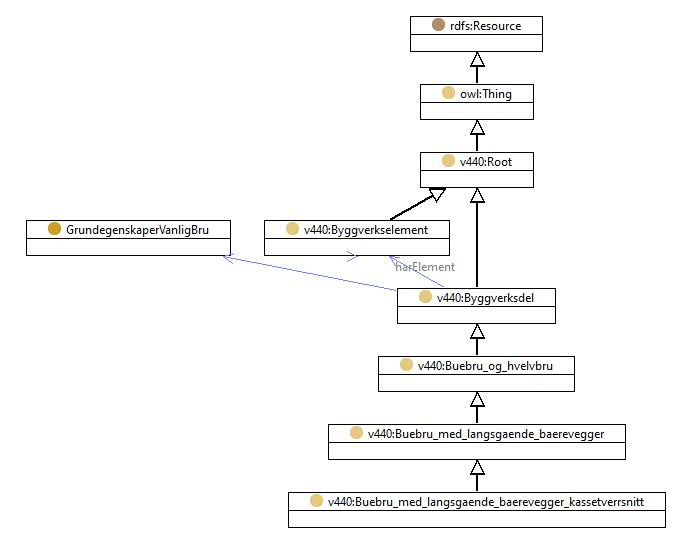 rdfs:Resource
owl:Thing
v440:Root
GrundegenskaperVanligBru
v440:Byggverkselement
harElement
v440:Byggverksdel
v440:Buebru_og_hvelvbru
v440:Buebru_med_langsgaende_baerevegger
v440:Buebru_med_langsgaende_baerevegger_kassetverrsnitt